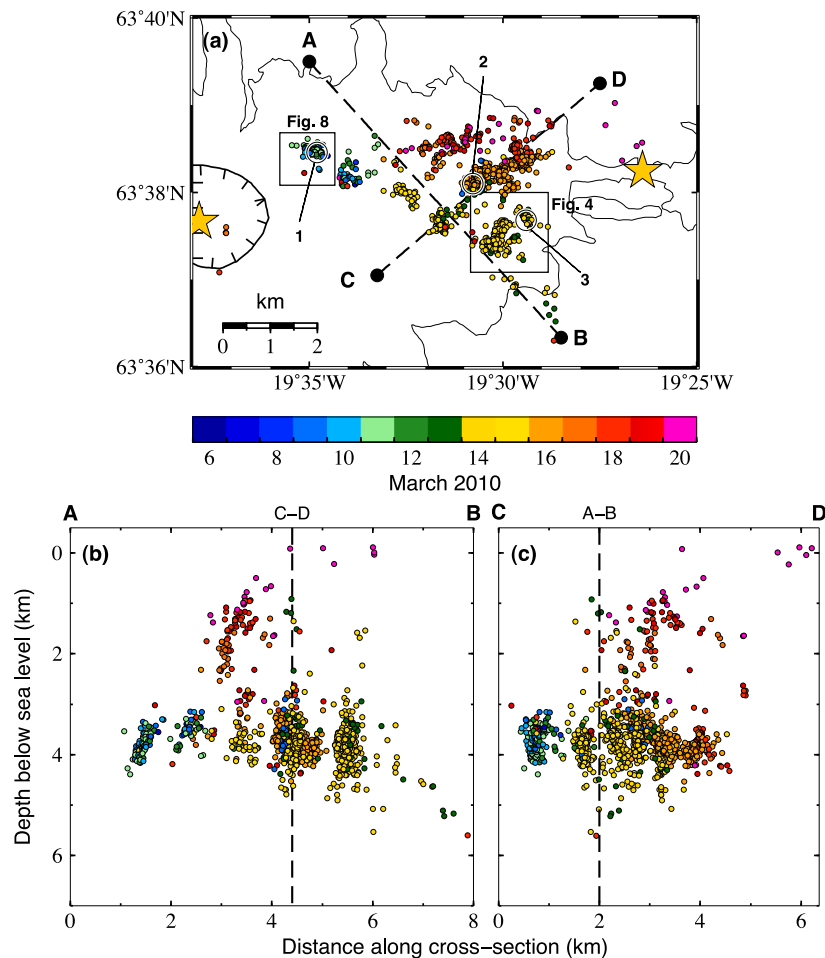 63˚40'N
(a)
A
2
D
Fig. 8
63˚38'N
Fig. 4
1
C
3
km
0 1 2
B
63˚36'N
19˚35'W 19˚30'W 19˚25'W
6 8 10 12 14 16 18 20
March 2010
A C–D B C A–B D
(b) (c)
0
2
4
6
Depth below sea level (km)
0 2 4 6 8 0 2 4 6
Distance along cross–section (km)